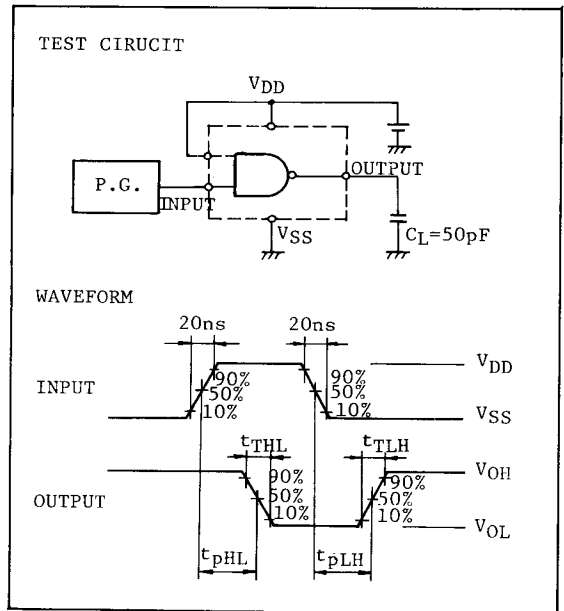 TEST CIRUCIT
VDD
P.G.
INPUT
OUTPUT
VSS
CL=50pF
WAVEFORM
20ns
20ns
INPUT
90%
50%
10%
90%
50%
10%
VDD
VSS
tTHL
tTLH
OUTPUT
90%
50%
10%
90%
50%
10%
VOH
VOL
tpHL
tpLH